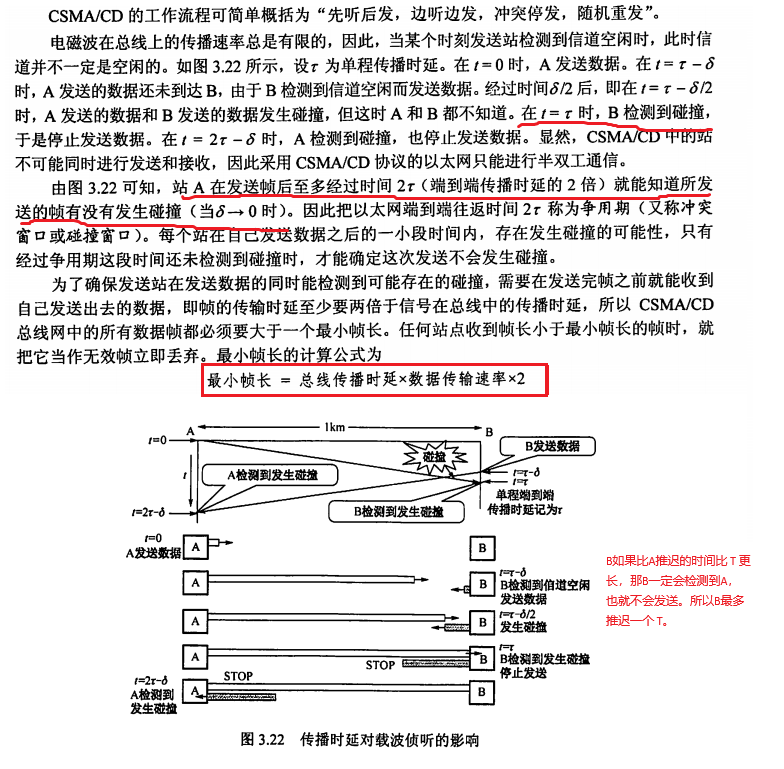 CSMA/CD 的工作流程可简单概括为“先听后发，边听边发，冲突停发，随机重发”。
电磁波在总线上的传播速率总是有限的，因此，当某个时刻发送站检测到信道空闲时，此时信
道并不一定是空闲的。如图 3.22 所示，设τ 为单程传播时延。在 t = 0 时，A 发送数据。在 t = τ − δ
时，A 发送的数据还未到达 B，由于 B 检测到信道空闲而发送数据。经过时间δ/2 后，即在 t = τ − δ/2
时，A 发送的数据和 B 发送的数据发生碰撞，但这时 A 和 B 都不知道。在 t = τ 时，B 检测到碰撞，
于是停止发送数据。在 t = 2τ − δ 时，A 检测到碰撞，也停止发送数据。显然，CSMA/CD 中的站
不可能同时进行发送和接收，因此采用 CSMA/CD 协议的以太网只能进行半双工通信。
由图 3.22 可知，站 A 在发送帧后至多经过时间 2τ（端到端传播时延的 2 倍）就能知道所发
送的帧有没有发生碰撞（当δ → 0 时）。因此把以太网端到端往返时间 2τ 称为争用期（又称冲突
窗口或碰撞窗口）。每个站在自己发送数据之后的一小段时间内，存在发生碰撞的可能性，只有
经过争用期这段时间还未检测到碰撞时，才能确定这次发送不会发生碰撞。
为了确保发送站在发送数据的同时能检测到可能存在的碰撞，需要在发送完帧之前就能收到
自己发送出去的数据，即帧的传输时延至少要两倍于信号在总线中的传播时延，所以 CSMA/CD
总线网中的所有数据帧都必须要大于一个最小帧长。任何站点收到帧长小于最小帧长的帧时，就
把它当作无效帧立即丢弃。最小帧长的计算公式为
最小帧长 = 总线传播时延×数据传输速率×2
A
1km
B
t=0
碰撞
B发送数据
t
A检测到发生碰撞
t=τ-δ
t=τ
单程端到端
传播时延记为τ
t=2τ-δ
B检测到发生碰撞
t=0
A发送数据
A
B
A
B
t=τ-δ
B检测到信道空闲
发送数据
A
B
t=τ-δ/2
发生碰撞
A
STOP
B
t=τ
B检测到发生碰撞
停止发送
t=2τ-δ
A检测到
发生碰撞
A
STOP
B
B如果比A推迟的时间比 T 更
长，那B一定会检测到A，
也就不会发送。所以B最多
推迟一个 T。
图 3.22 传播时延对载波侦听的影响